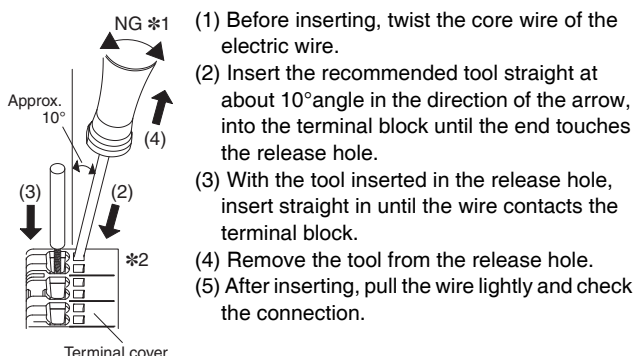 NG ✻1
Approx.
10°
(4)
(3)
(2)
✻2
Terminal cover
(1) Before inserting, twist the core wire of the
electric wire.
(2) Insert the recommended tool straight at
about 10°angle in the direction of the arrow,
into the terminal block until the end touches
the release hole.
(3) With the tool inserted in the release hole,
insert straight in until the wire contacts the
terminal block.
(4) Remove the tool from the release hole.
(5) After inserting, pull the wire lightly and check
the connection.